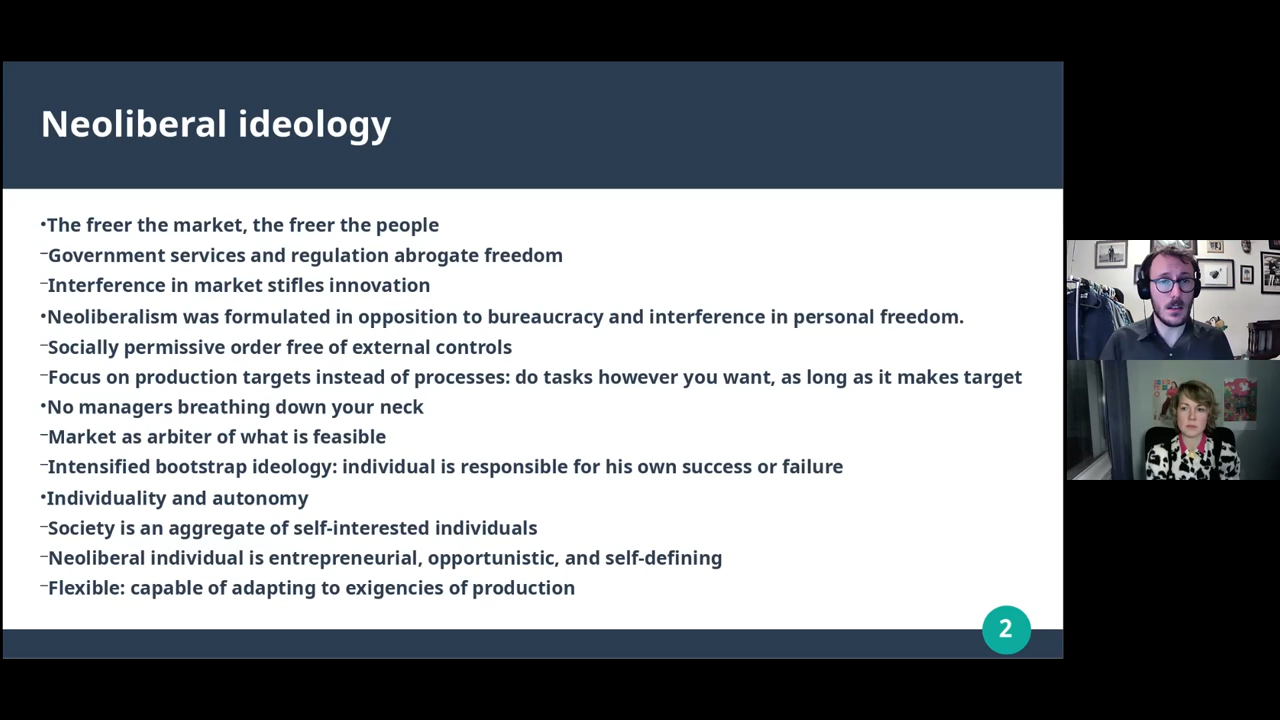 Neoliberal ideology
•The freer the market, the freer the people
–Government services and regulation abrogate freedom
–Interference in market stifles innovation
•Neoliberalism was formulated in opposition to bureaucracy and interference in personal freedom.
–Socially permissive order free of external controls
–Focus on production targets instead of processes: do tasks however you want, as long as it makes target
•No managers breathing down your neck
–Market as arbiter of what is feasible
–Intensified bootstrap ideology: individual is responsible for his own success or failure
•Individuality and autonomy
–Society is an aggregate of self-interested individuals
–Neoliberal individual is entrepreneurial, opportunistic, and self-defining
–Flexible: capable of adapting to exigencies of production
2